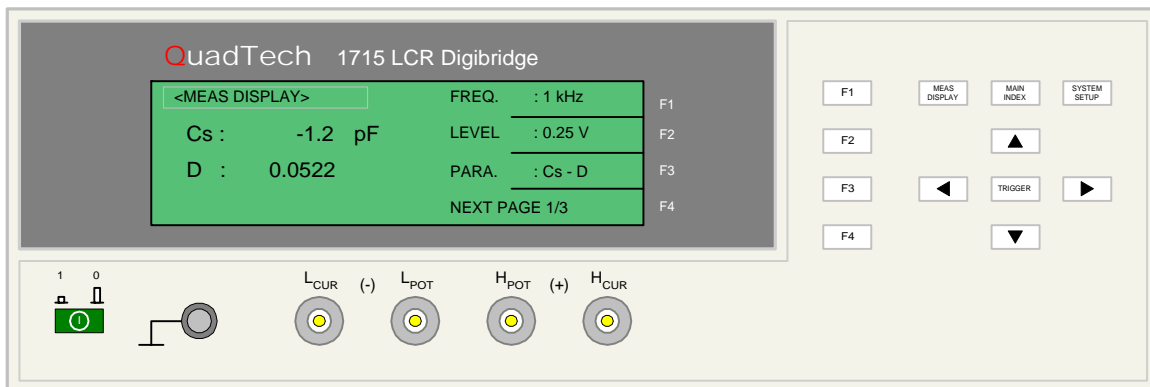 QuadTech 1715 LCR Digibridge
<MEAS DISPLAY> FREQ. : 1 kHz F1
Cs : -1.2 pF LEVEL : 0.25 V F2
D : 0.0522 PARA. : Cs - D F3
NEXT PAGE 1/3 F4
F1 MEAS DISPLAY MAIN INDEX SYSTEM SETUP
F2
F3 TRIGGER
F4
1 0
LCUR (-) LPOT HPOT (+) HCUR